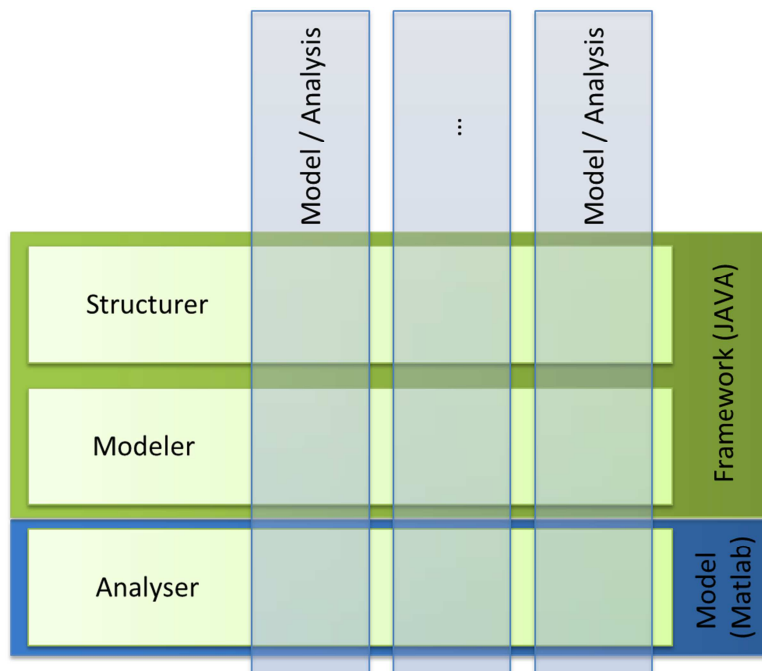 Model / Analysis
...
Model / Analysis
Structurer
Modeler
Framework (JAVA)
Analyser
Model
(Matlab)